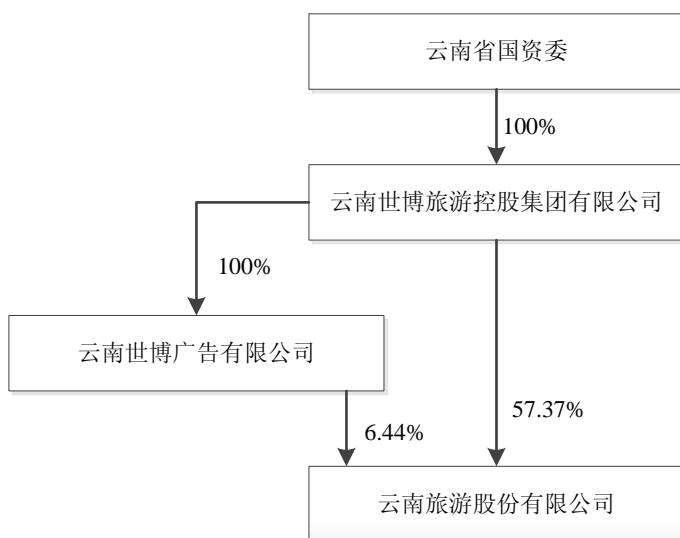 云南省国资委
100%
云南世博旅游控股集团有限公司
100%
云南世博广告有限公司
57.37%
6.44%
云南旅游股份有限公司